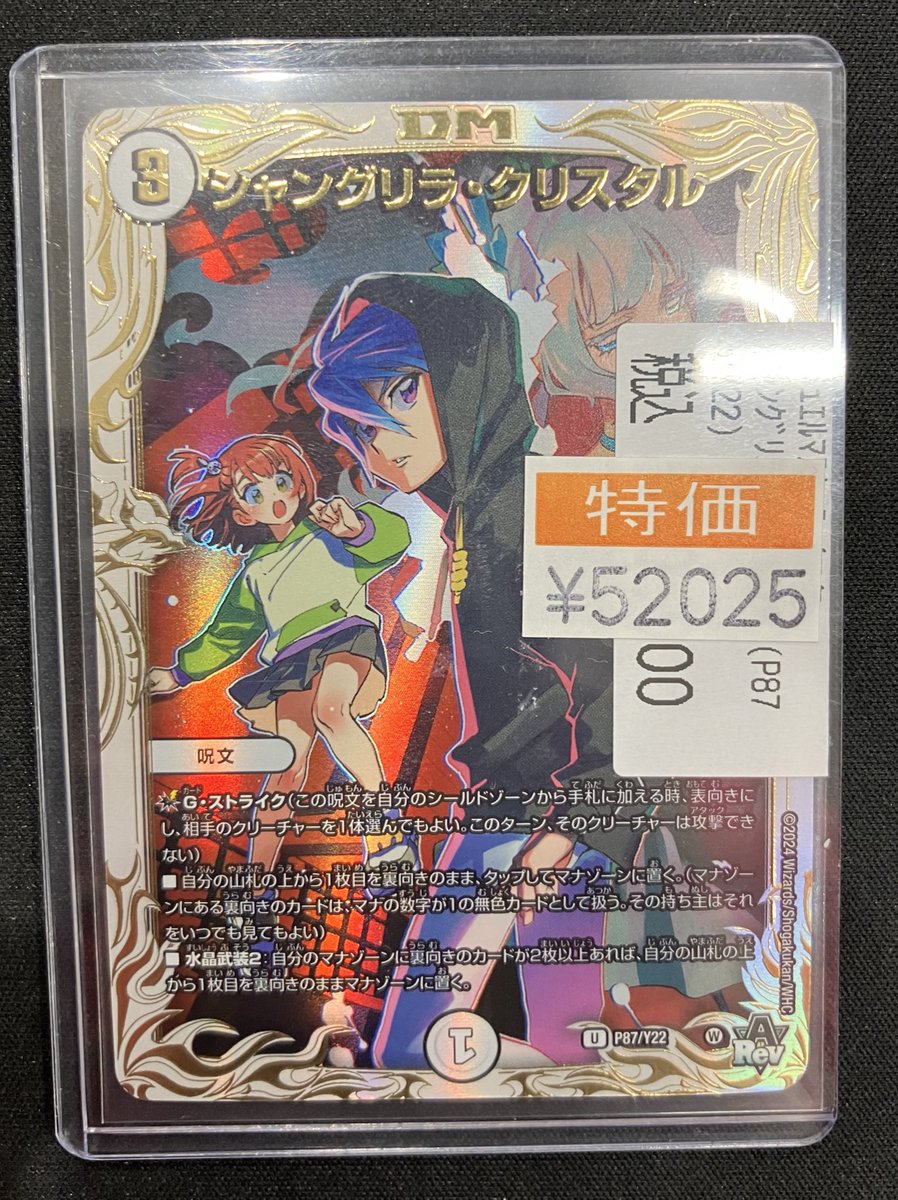 DM
3
シャングリラ・クリスタル
税込
22)
特価
¥52025
00
(P87
呪文
G・ストライク(この呪文を自分のシールドゾーンから手札に加える時、表向きに
し、相手のクリーチャーを1体選んでもよい。このターン、そのクリーチャーは攻撃でき
ない)
■ 自分の山札の上から1枚目を裏向きのまま、タップしてマナゾーンに置く。(マナゾー
ンにある裏向きのカードは、マナの数字が1の無色カードとして扱う。その持ち主はそれ
をいつでも見てもよい)
■ 水晶武装2:自分のマナゾーンに裏向きのカードが2枚以上あれば、自分の山札の上
から1枚目を裏向きのままマナゾーンに置く。
©2024 Wizards/Shogakukan/WHC
1
U P87/Y22 W
A
Rev